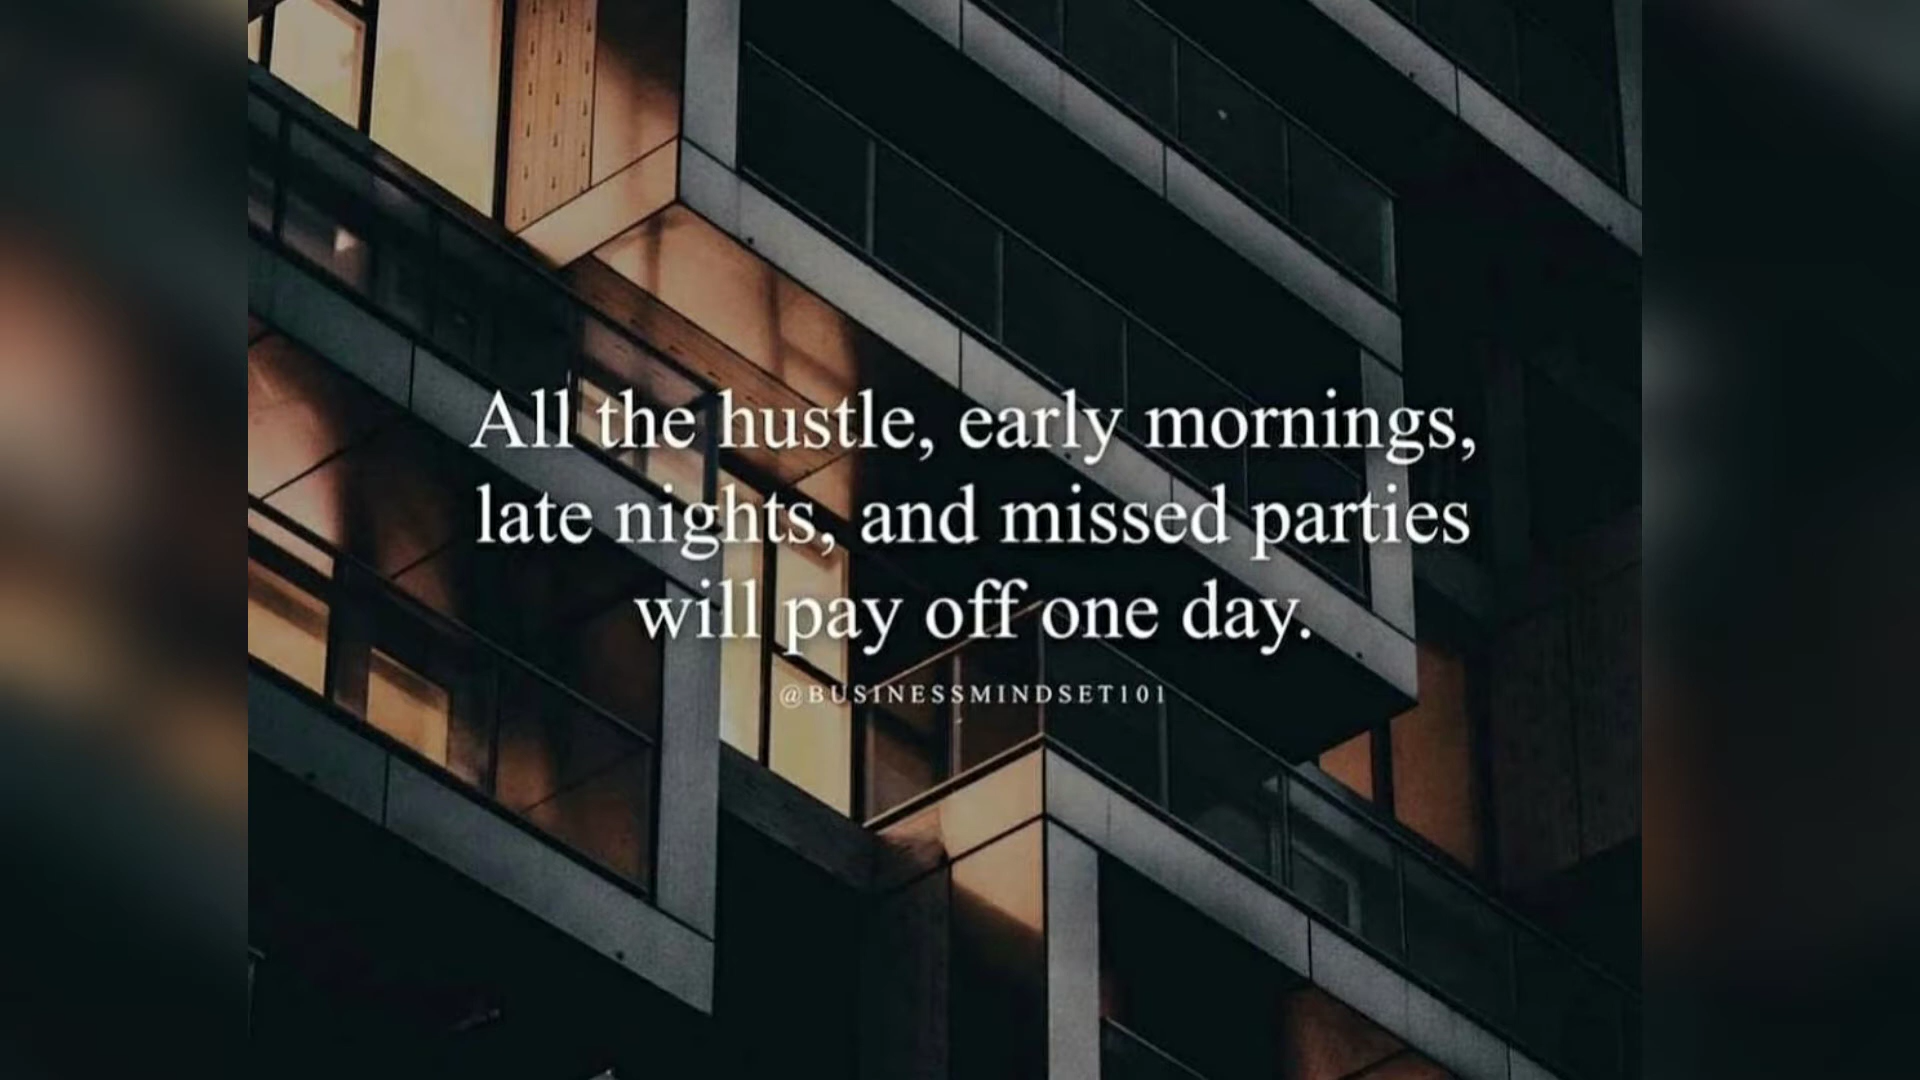 All the hustle, early mornings,
late nights, and missed parties
will pay off one day.
@BUSINESSMINDSET101